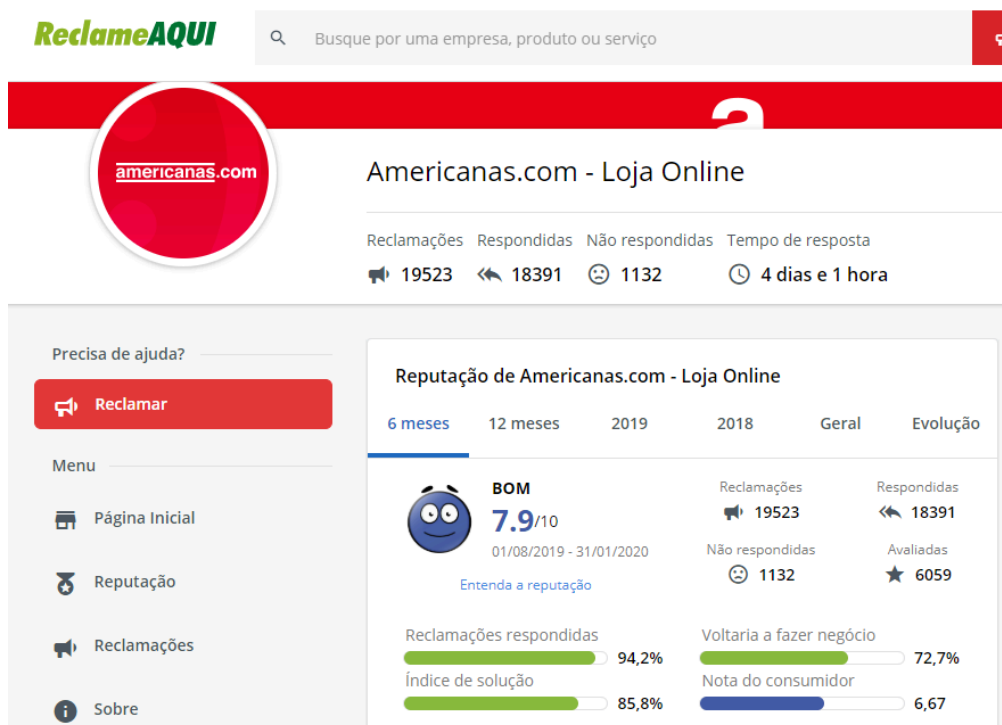 ReclameAQUI
Busque por uma empresa, produto ou serviço
a
americanas.com
Americanas.com - Loja Online
Reclamações Respondidas Não respondidas Tempo de resposta
19523 18391 1132 4 dias e 1 hora
Precisa de ajuda?
Reclamar
Menu
Página Inicial
Reputação
Reclamações
Sobre
Reputação de Americanas.com - Loja Online
6 meses 12 meses 2019 2018 Geral Evolução
BOM
7.9/10
01/08/2019 - 31/01/2020
Entenda a reputação
Reclamações Respondidas
19523 18391
Não respondidas Avaliadas
1132 6059
Reclamações respondidas Voltaria a fazer negócio
94,2% 72,7%
Índice de solução Nota do consumidor
85,8% 6,67